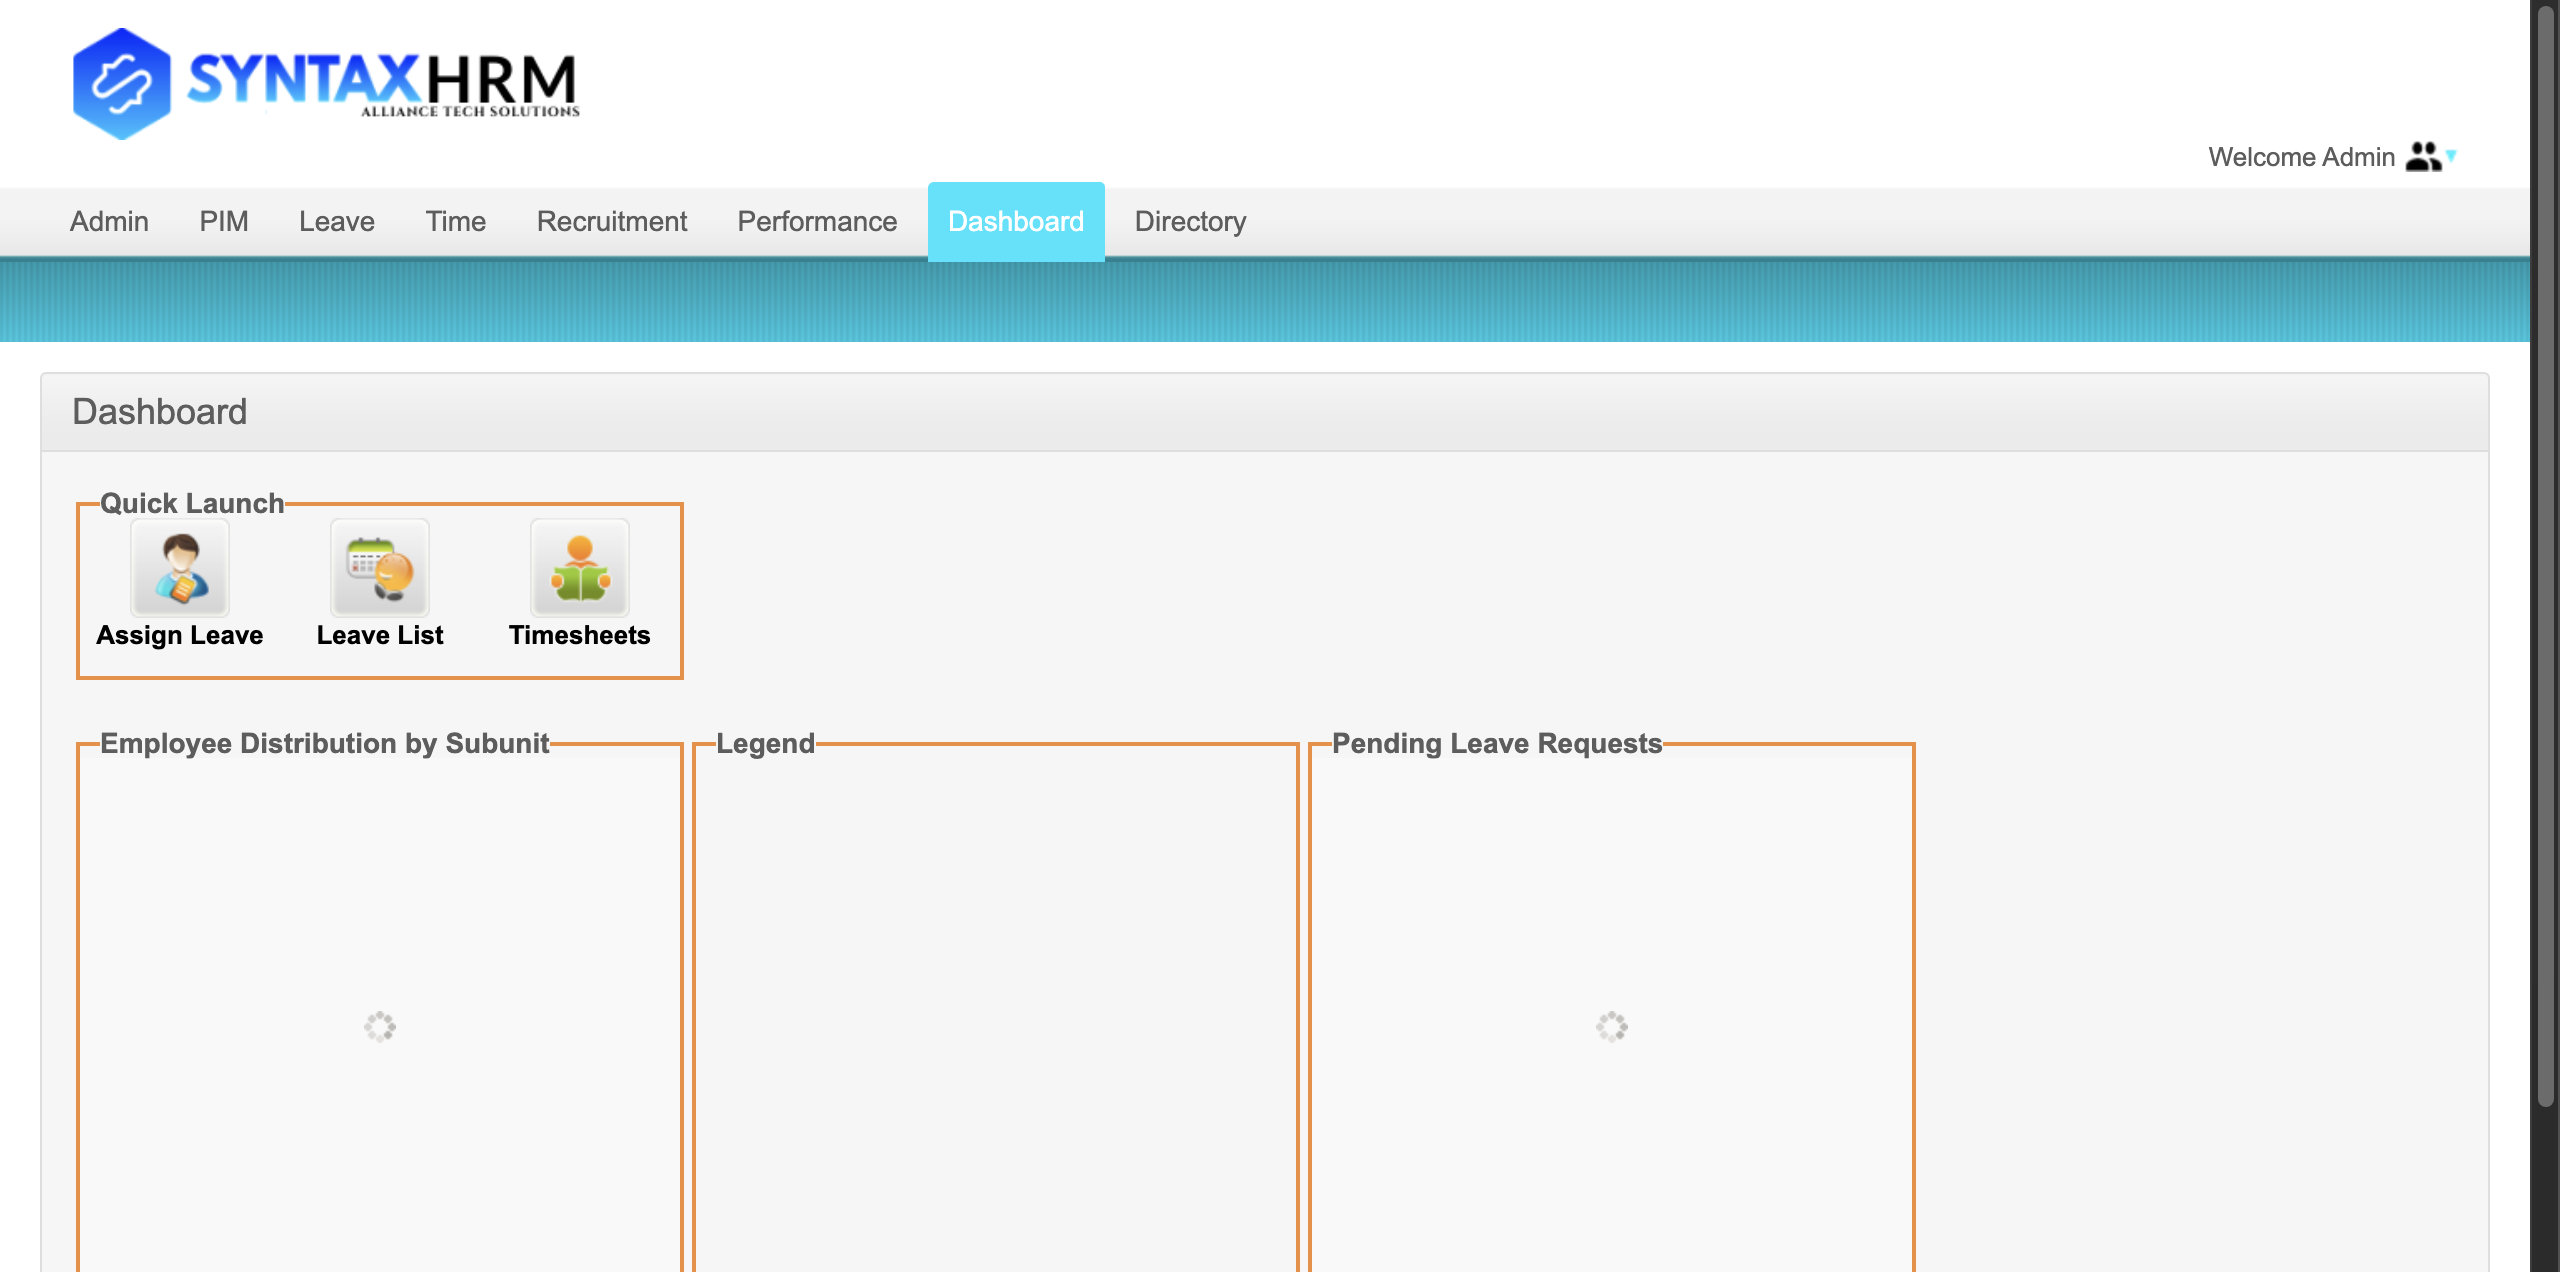 SYNTAXHRM
ALLIANCE TECH SOLUTIONS
Welcome Admin
Admin PIM Leave Time Recruitment Performance Dashboard Directory
Dashboard
Quick Launch
Assign Leave Leave List Timesheets
Employee Distribution by Subunit Legend Pending Leave Requests